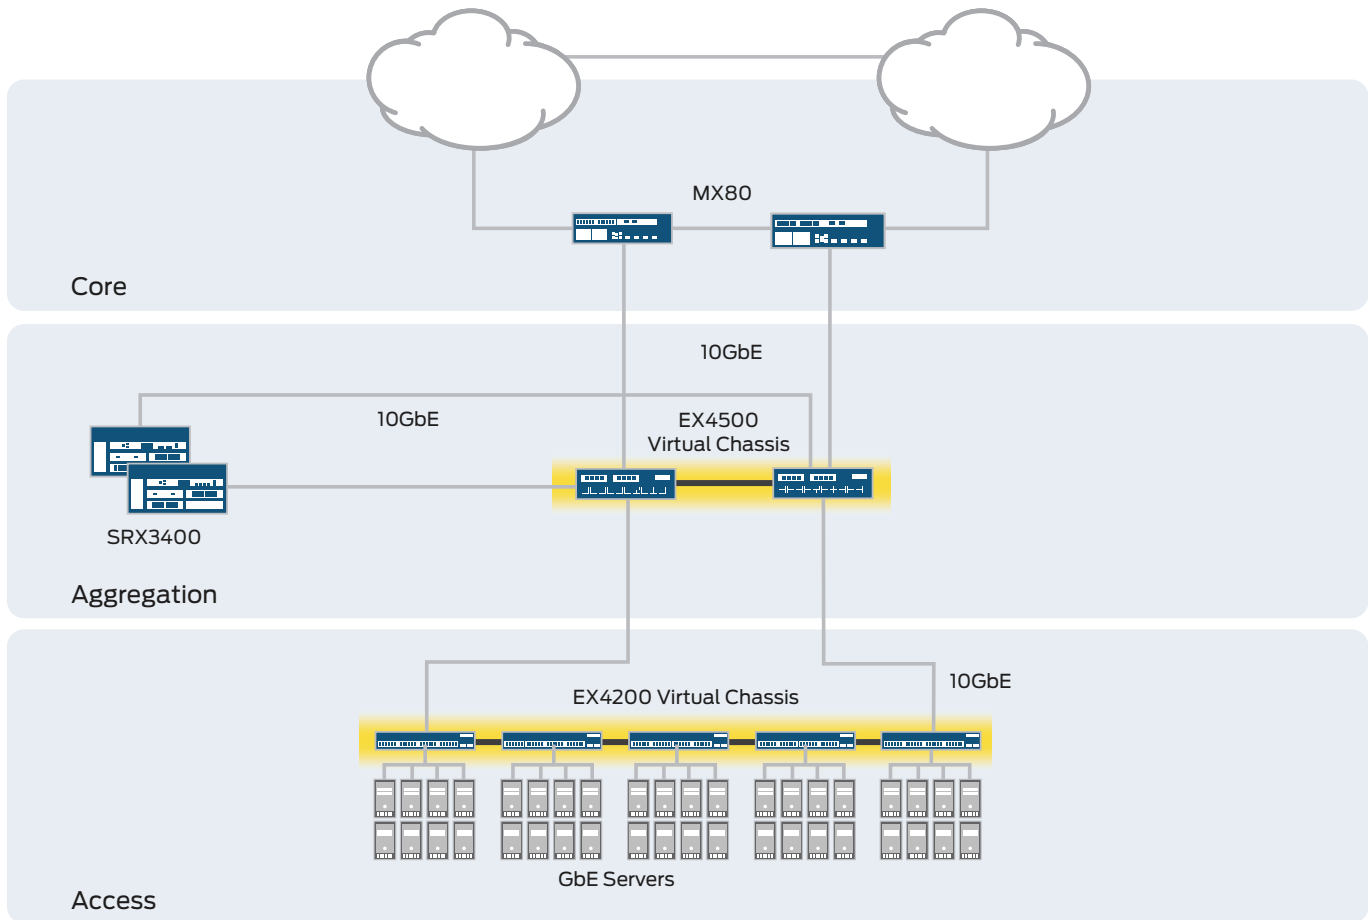 MX80
Core
10GbE
10GbE
EX4500
Virtual Chassis
SRX3400
Aggregation
10GbE
EX4200 Virtual Chassis
GbE Servers
Access